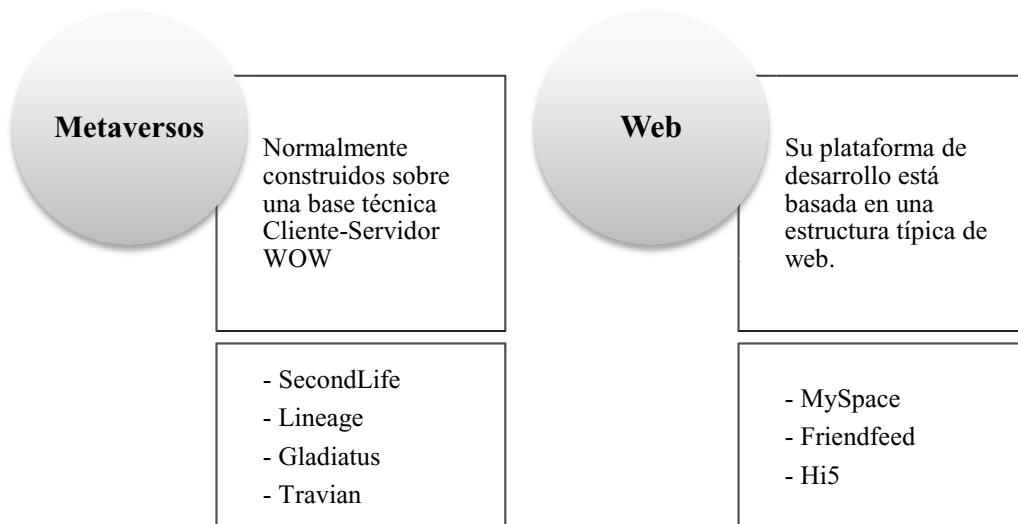 Metaversos
Normalmente
construidos sobre
una base técnica
Cliente-Servidor
WOW
- SecondLife
- Lineage
- Gladiatus
- Travian
Web
Su plataforma de
desarrollo está
basada en una
estructura típica de
web.
- MySpace
- Friendfeed
- Hi5